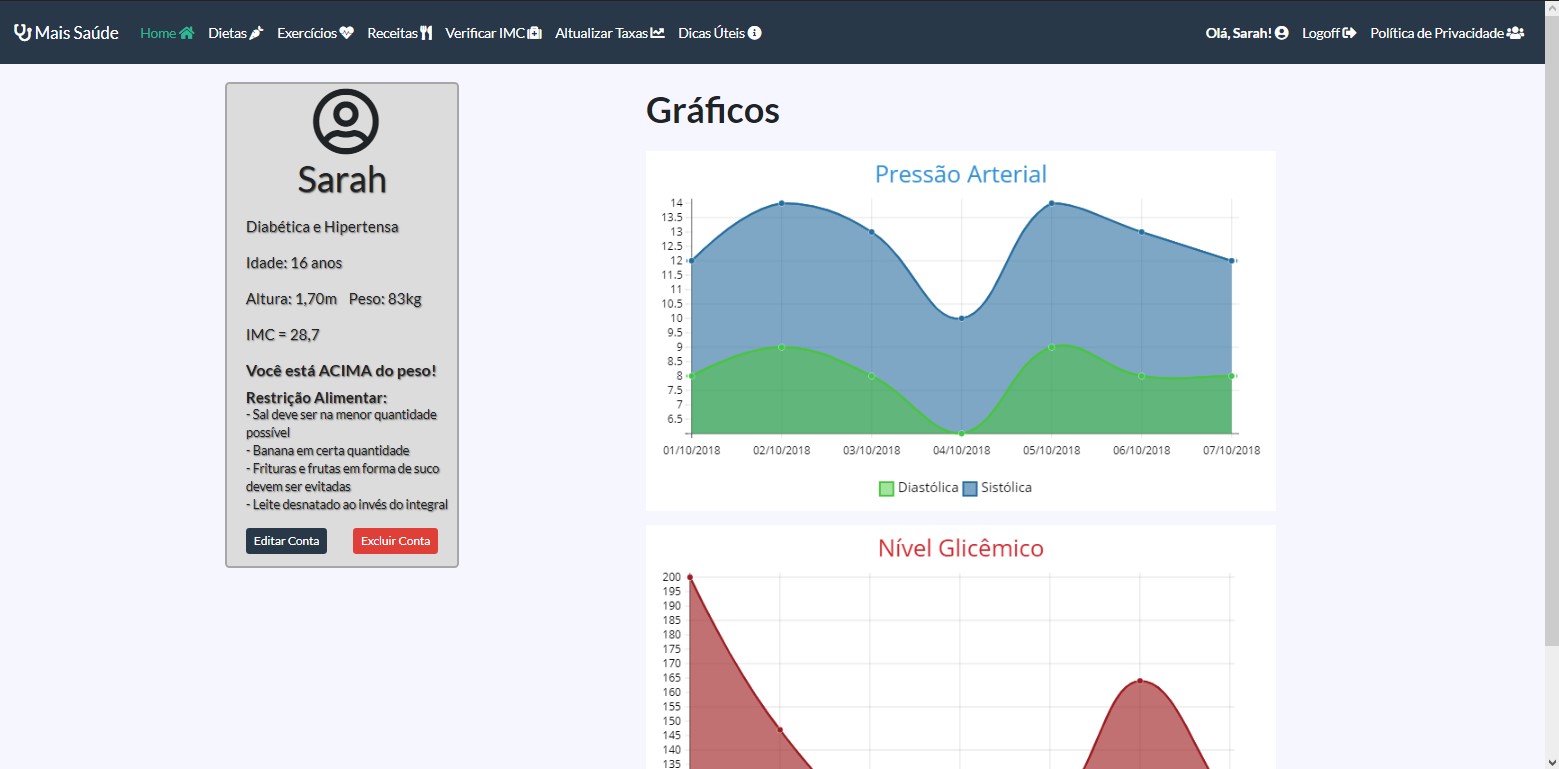 Mais Saúde Home Dietas Exercícios Receitas Verificar IMC Altualizar Taxas Dicas Úteis Olá, Sarah! Logoff Política de Privacidade
Sarah
Diabética e Hipertensa
Idade: 16 anos
Altura: 1,70m Peso: 83kg
IMC = 28,7
Você está ACIMA do peso!
Restrição Alimentar:
- Sal deve ser na menor quantidade
possível
- Banana em certa quantidade
- Frituras e frutas em forma de suco
devem ser evitadas
- Leite desnatado ao invés do integral
Editar Conta Excluir Conta
Gráficos
Pressão Arterial
14
13.5
13
12.5
12
11.5
11
10.5
10
9.5
9
8.5
8
7.5
7
6.5
01/10/2018 02/10/2018 03/10/2018 04/10/2018 05/10/2018 06/10/2018 07/10/2018
Diastólica Sistólica
Nível Glicêmico
200
195
190
185
180
175
170
165
160
155
150
145
140
135